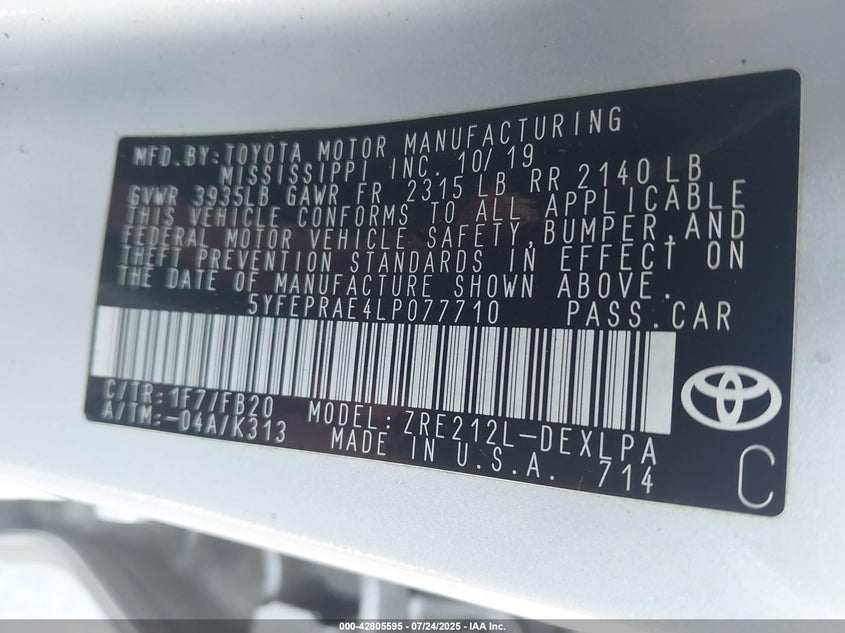 MFD. BY: TOYOTA MOTOR MANUFACTURING
MISSISSIPPI INC. 10/19
GVWR 3935LB GAWR FR 2315 LB RR 2140 LB
THIS VEHICLE CONFORMS TO ALL APPLICABLE
FEDERAL MOTOR VEHICLE SAFETY, BUMPER, AND
THEFT PREVENTION STANDARDS IN EFFECT ON
THE DATE OF MANUFACTURE SHOWN ABOVE.
5YFEPRAE4LP077710 PASS. CAR
C/TR: 1F7/FB20 MODEL: ZRE212L-DEXLPA
A/TM: -04A/K313 MADE IN U.S.A. 714
C
000-42805595 - 07/24/2025 - IAA Inc.